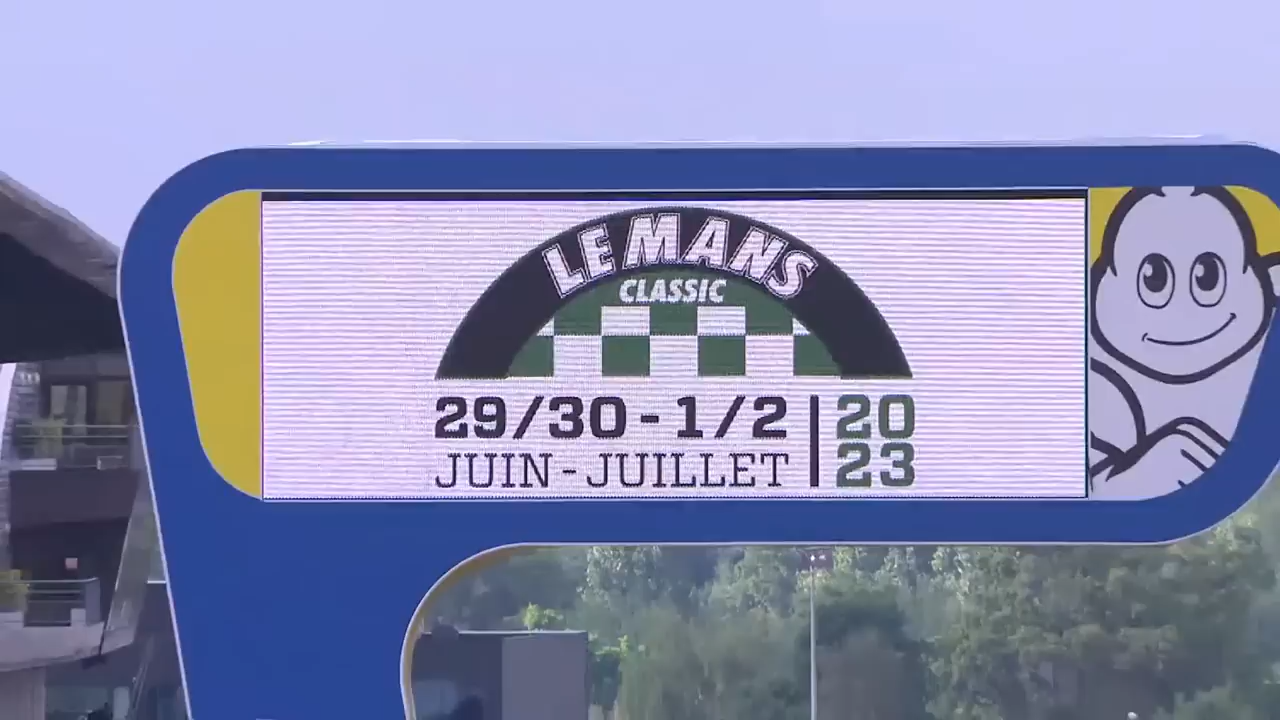 LE MANS
CLASSIC
29/30 - 1/2 | 20
JUIN - JUILLET | 23